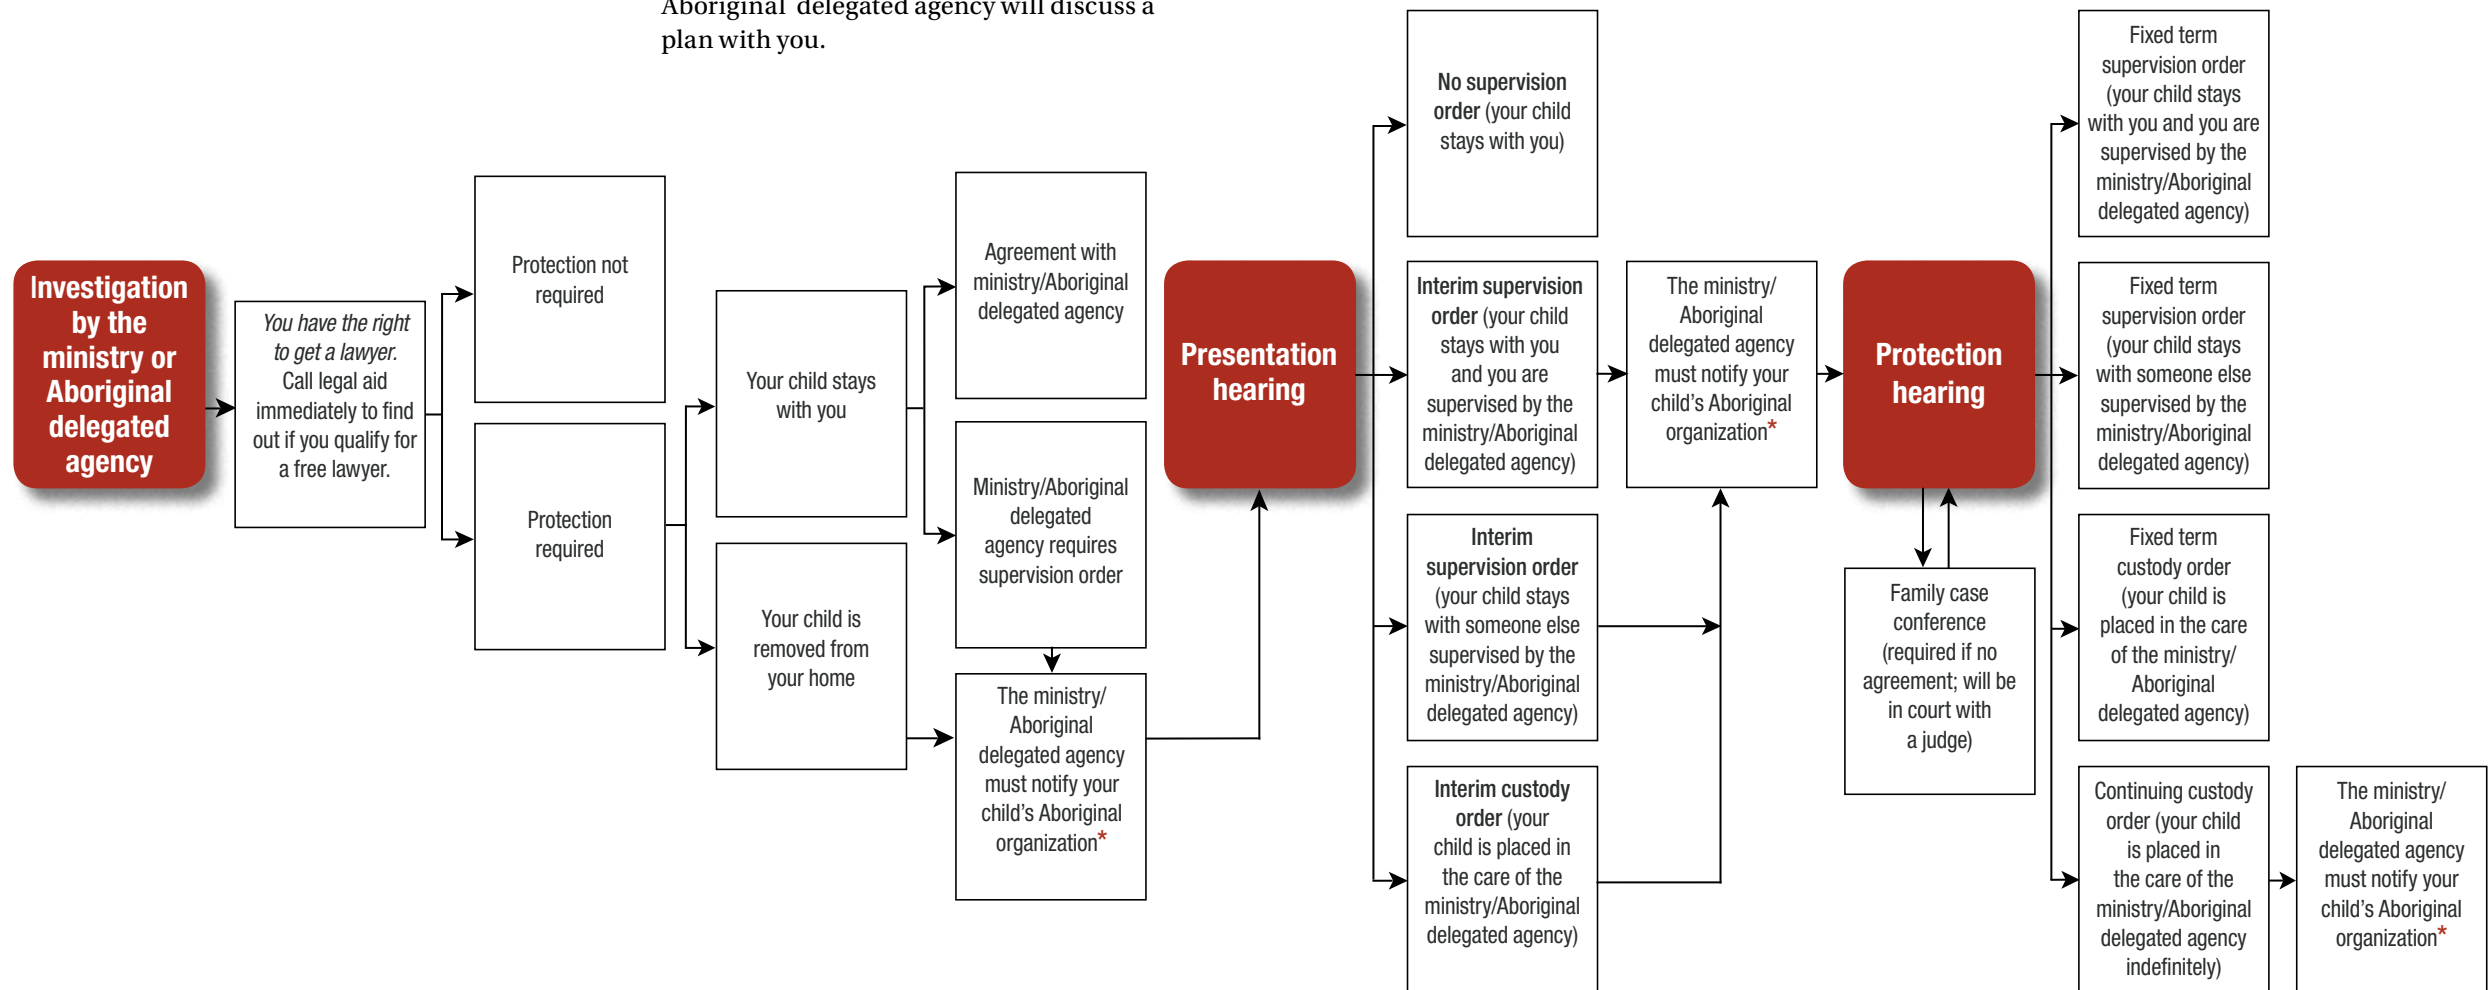 Aboriginal delegated agency will discuss a
plan with you.
Investigation
by the
ministry or
Aboriginal
delegated
agency
You have the right
to get a lawyer.
Call legal aid
immediately to find
out if you qualify for
a free lawyer.
Protection not
required
Protection
required
Your child stays
with you
Your child is
removed from
your home
Agreement with
ministry/Aboriginal
delegated agency
Ministry/Aboriginal
delegated
agency requires
supervision order
The ministry/
Aboriginal
delegated agency
must notify your
child's Aboriginal
organization*
Presentation
hearing
No supervision
order (your child
stays with you)
Interim supervision
order (your child
stays with you
and you are
supervised by the
ministry/Aboriginal
delegated agency)
Interim
supervision order
(your child stays
with someone else
supervised by the
ministry/Aboriginal
delegated agency)
Interim custody
order (your
child is placed in
the care of the
ministry/Aboriginal
delegated agency)
The ministry/
Aboriginal
delegated agency
must notify your
child's Aboriginal
organization*
Protection
hearing
Family case
conference
(required if no
agreement; will be
in court with
a judge)
Fixed term
supervision order
(your child stays
with you and you are
supervised by the
ministry/Aboriginal
delegated agency)
Fixed term
supervision order
(your child stays
with someone else
supervised by the
ministry/Aboriginal
delegated agency)
Fixed term
custody order
(your child is
placed in the care
of the ministry/
Aboriginal
delegated agency)
Continuing custody
order (your child
is placed in
the care of the
ministry/Aboriginal
delegated agency
indefinitely)
The ministry/
Aboriginal
delegated agency
must notify your
child's Aboriginal
organization*